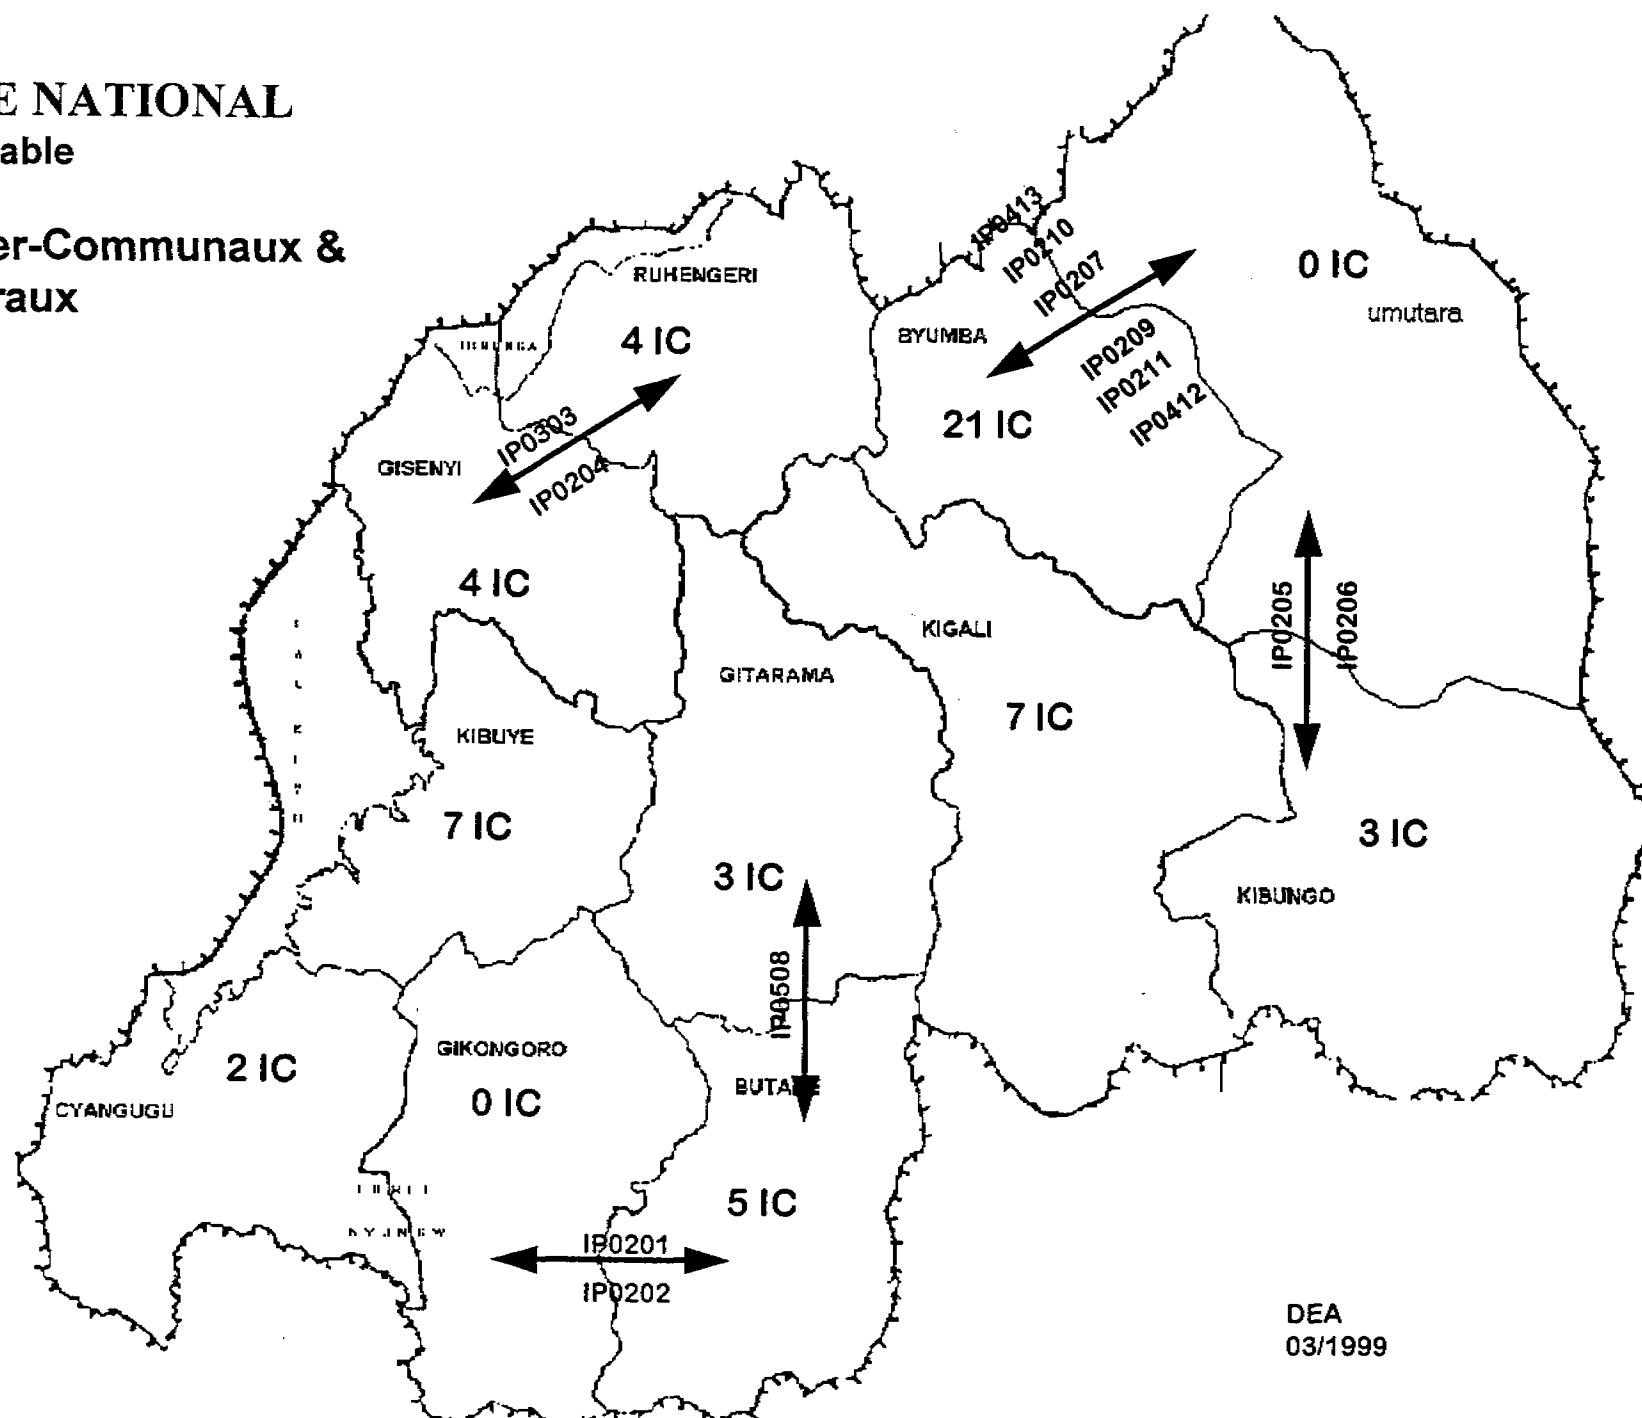 E NATIONAL
able
er-Communaux &
raux
RUHENGERI
4 IC
BYUMBA
21 IC
IP0413
IP0210
IP0207
IP0209
IP0211
IP0412
0 IC
umutara
GISENYI
IP0303
IP0204
4 IC
KIGALI
7 IC
IP0205
IP0206
GITARAMA
3 IC
KIBUYE
7 IC
3 IC
KIBUNGO
IP0508
2 IC
CYANGUGU
GIKONGORO
0 IC
5 IC
IP0201
IP0202
DEA
03/1999